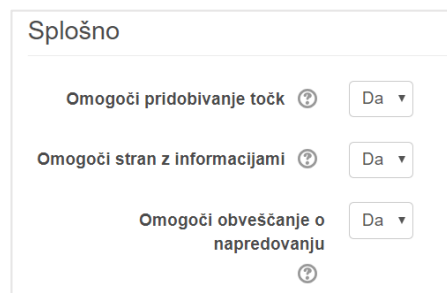 Splošno
Omogoči pridobivanje točk ? Da
Omogoči stran z informacijami ? Da
Omogoči obveščanje o Da
napredovanju
?